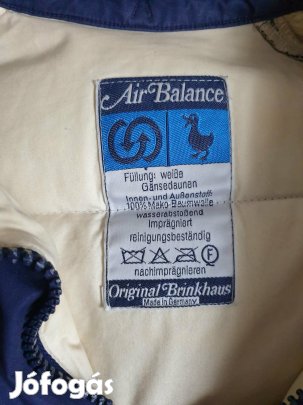 Air Balance
Füllung: weiße
Gänsedaunen
Innen- und Außenstoff:
100% Mako Baumwolle
wasserabstoßend
Imprägniert
reinigungsbeständig
F
nachimprägnieren
Original Brinkhaus
Made in Germany
Jófogás